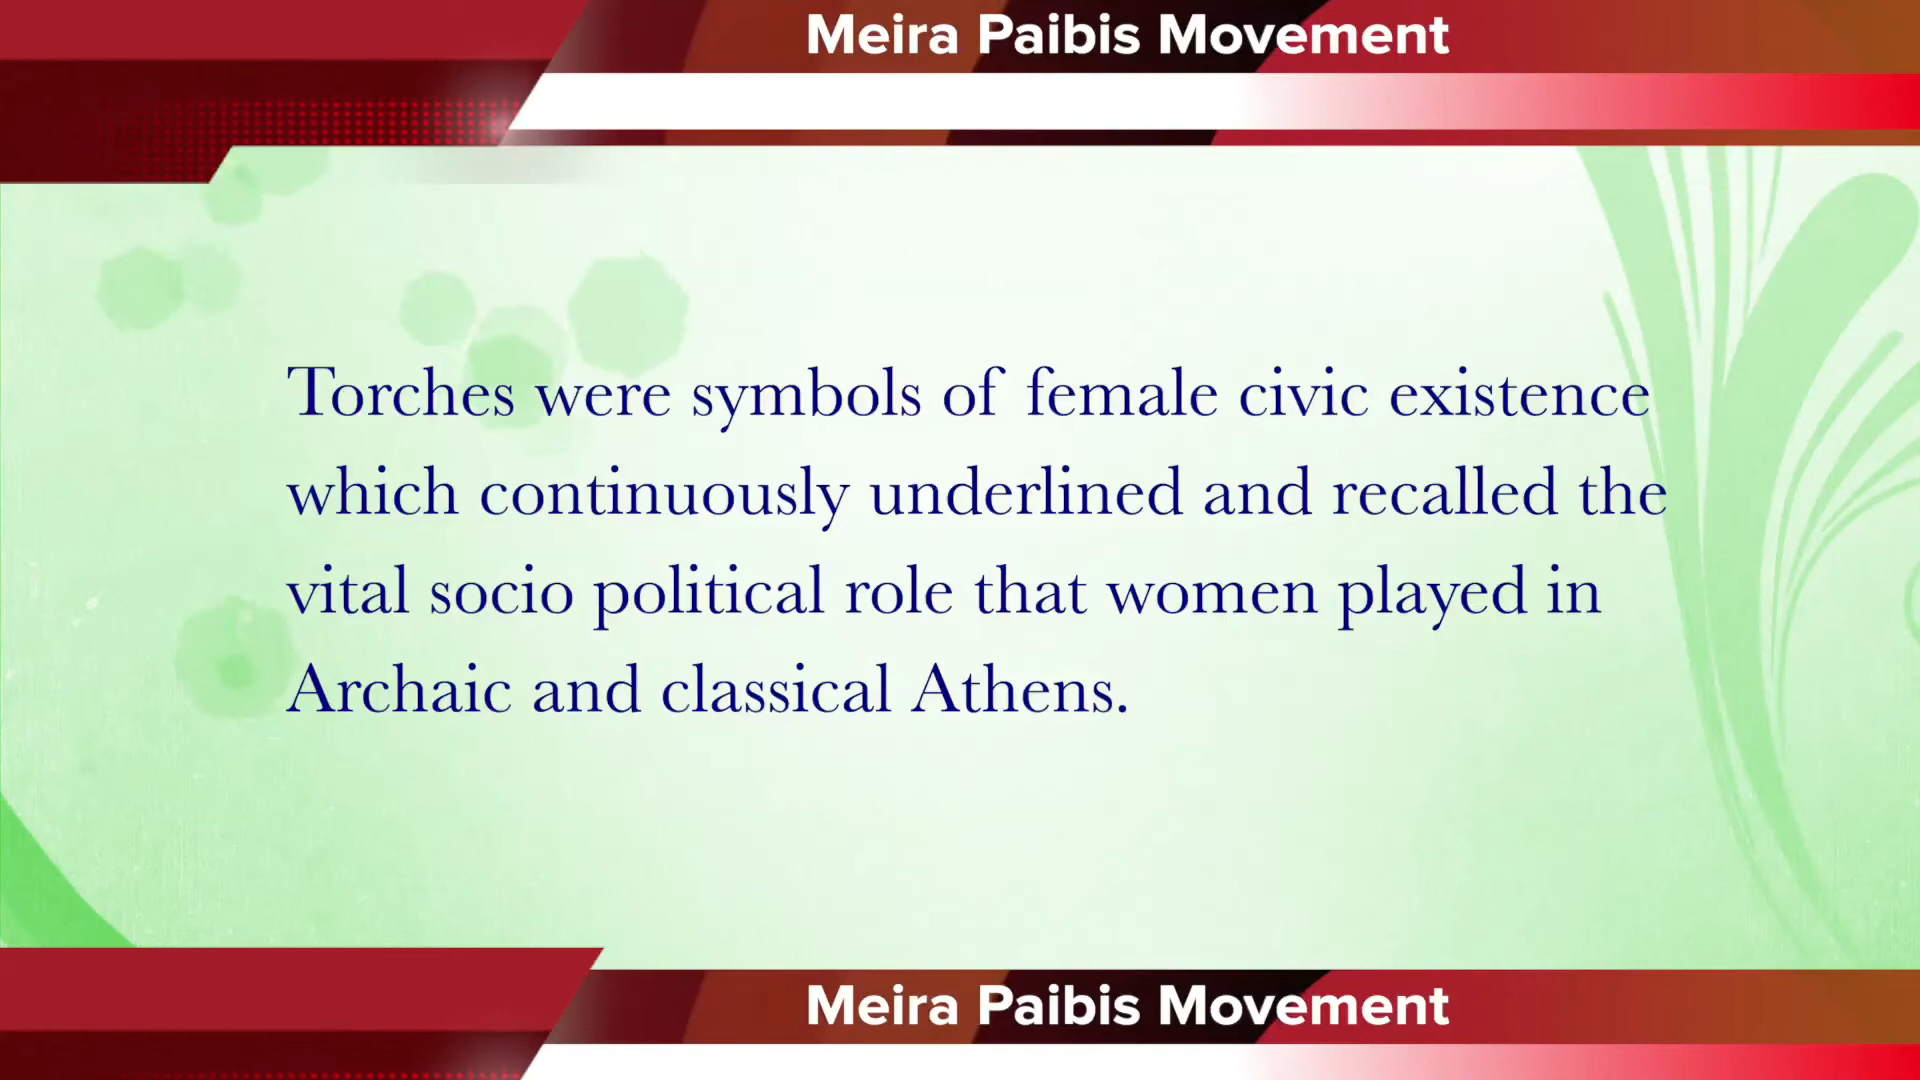 Meira Paibis Movement
Torches were symbols of female civic existence
which continuously underlined and recalled the
vital socio political role that women played in
Archaic and classical Athens.
Meira Paibis Movement